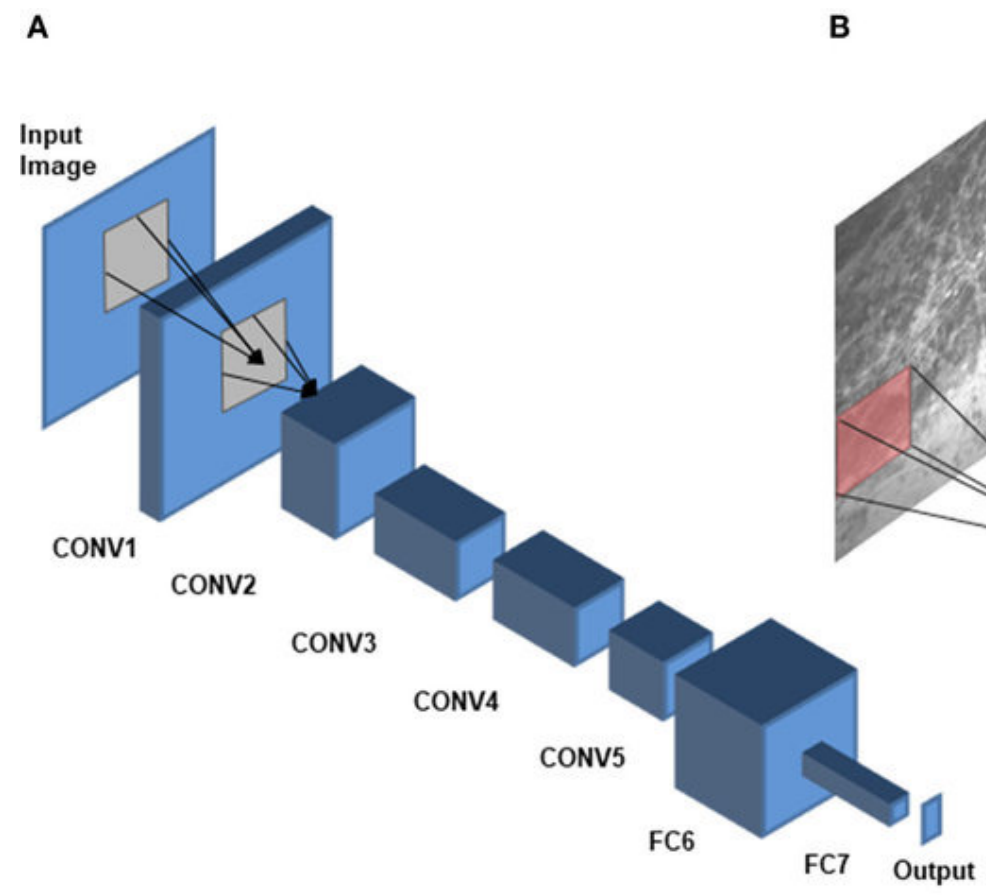 A
B
Input
Image
CONV1
CONV2
CONV3
CONV4
CONV5
FC6
FC7
Output